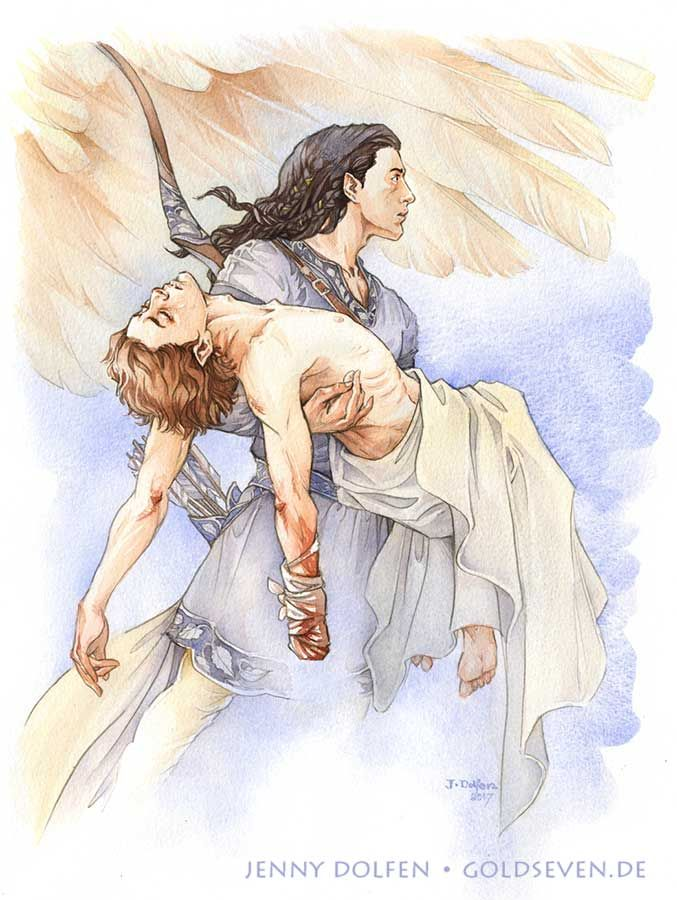 J. Dolfen
2017
JENNY DOLFEN • GOLDSEVEN.DE